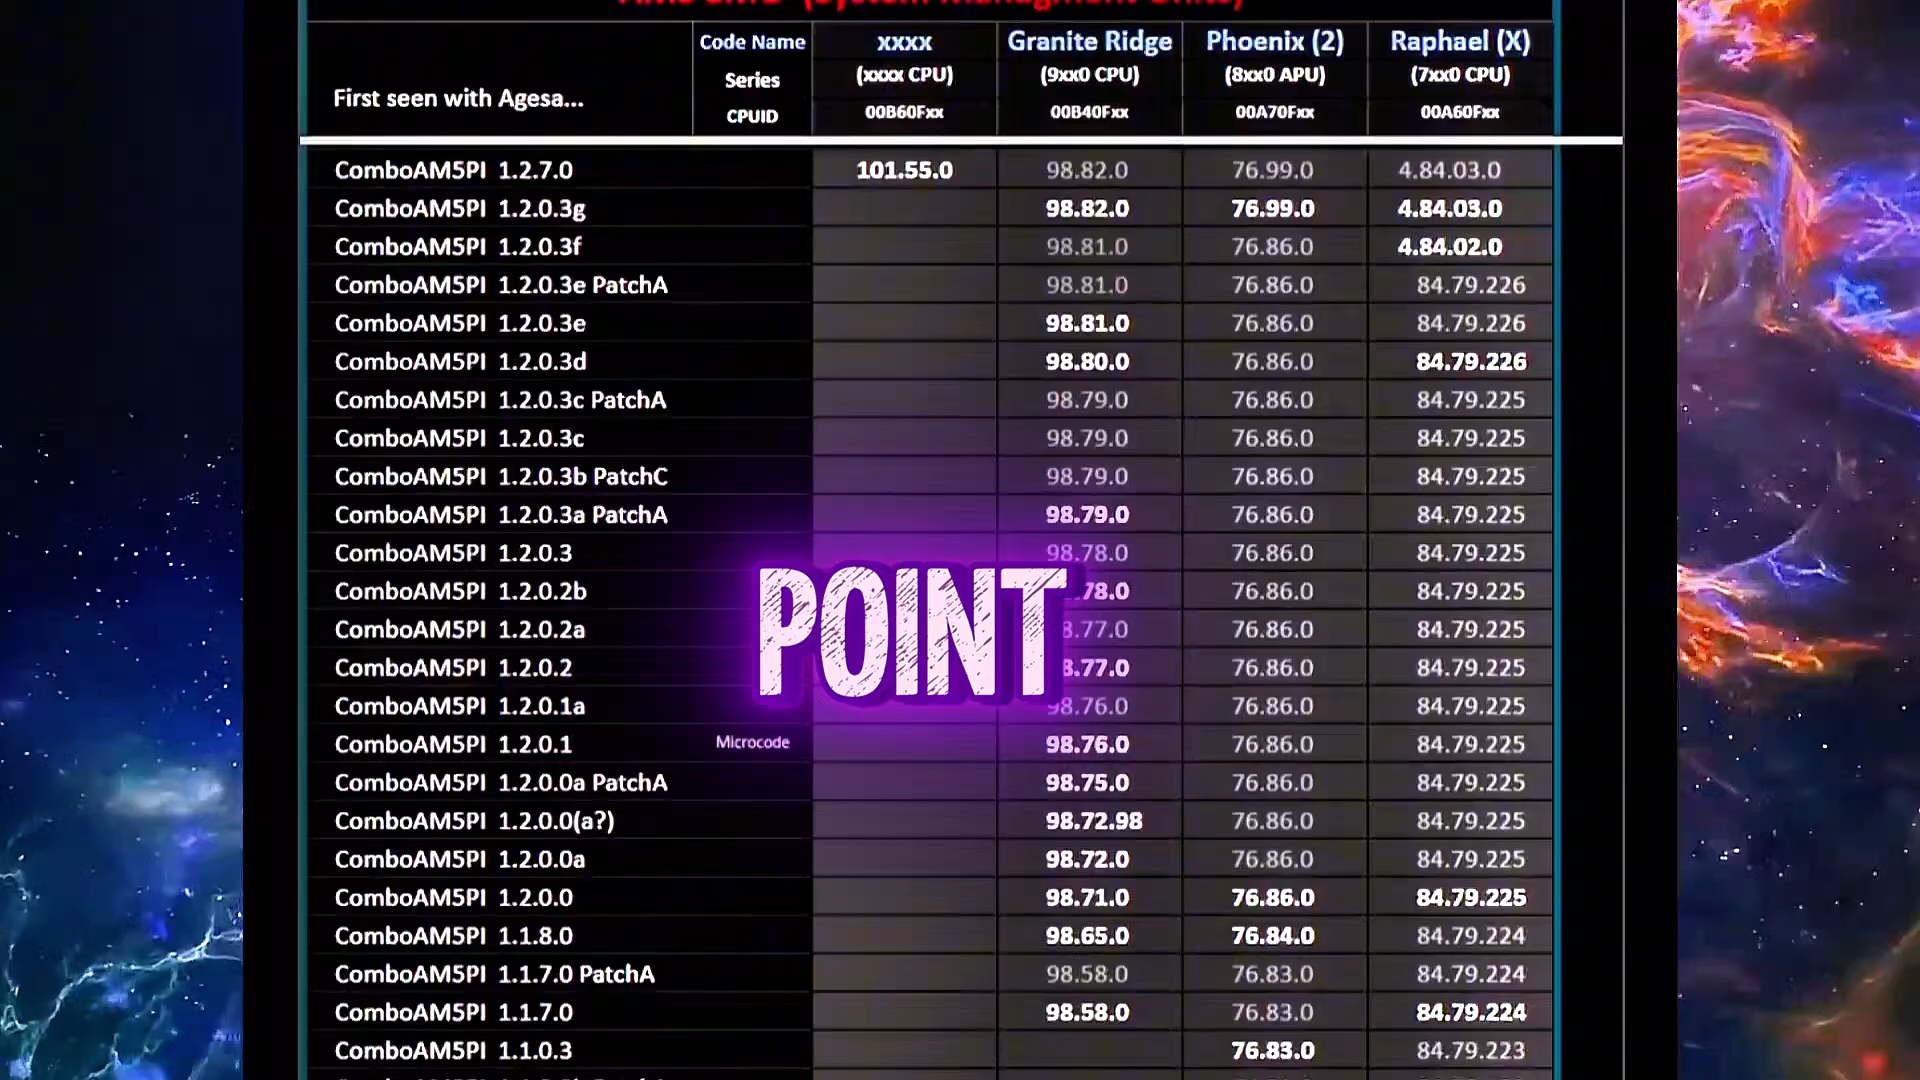 AMD SMU (System Managment Units)
Code Name xxxx Granite Ridge Phoenix (2) Raphael (X)
Series (xxxx CPU) (9xx0 CPU) (8xx0 APU) (7xx0 CPU)
First seen with Agesa...
CPUID 00B60Fxx 00B40Fxx 00A70Fxx 00A60Fxx
ComboAM5PI 1.2.7.0 101.55.0 98.82.0 76.99.0 4.84.03.0
ComboAM5PI 1.2.0.3g 98.82.0 76.99.0 4.84.03.0
ComboAM5PI 1.2.0.3f 98.81.0 76.86.0 4.84.02.0
ComboAM5PI 1.2.0.3e PatchA 98.81.0 76.86.0 84.79.226
ComboAM5PI 1.2.0.3e 98.81.0 76.86.0 84.79.226
ComboAM5PI 1.2.0.3d 98.80.0 76.86.0 84.79.226
ComboAM5PI 1.2.0.3c PatchA 98.79.0 76.86.0 84.79.225
ComboAM5PI 1.2.0.3c 98.79.0 76.86.0 84.79.225
ComboAM5PI 1.2.0.3b PatchC 98.79.0 76.86.0 84.79.225
ComboAM5PI 1.2.0.3a PatchA 98.79.0 76.86.0 84.79.225
ComboAM5PI 1.2.0.3 98.78.0 76.86.0 84.79.225
ComboAM5PI 1.2.0.2b 78.0 76.86.0 84.79.225
POINT
ComboAM5PI 1.2.0.2a 8.77.0 76.86.0 84.79.225
ComboAM5PI 1.2.0.2 8.77.0 76.86.0 84.79.225
ComboAM5PI 1.2.0.1a 98.76.0 76.86.0 84.79.225
ComboAM5PI 1.2.0.1 Microcode 98.76.0 76.86.0 84.79.225
ComboAM5PI 1.2.0.0a PatchA 98.75.0 76.86.0 84.79.225
ComboAM5PI 1.2.0.0(a?) 98.72.98 76.86.0 84.79.225
ComboAM5PI 1.2.0.0a 98.72.0 76.86.0 84.79.225
ComboAM5PI 1.2.0.0 98.71.0 76.86.0 84.79.225
ComboAM5PI 1.1.8.0 98.65.0 76.84.0 84.79.224
ComboAM5PI 1.1.7.0 PatchA 98.58.0 76.83.0 84.79.224
ComboAM5PI 1.1.7.0 98.58.0 76.83.0 84.79.224
ComboAM5PI 1.1.0.3 76.83.0 84.79.223